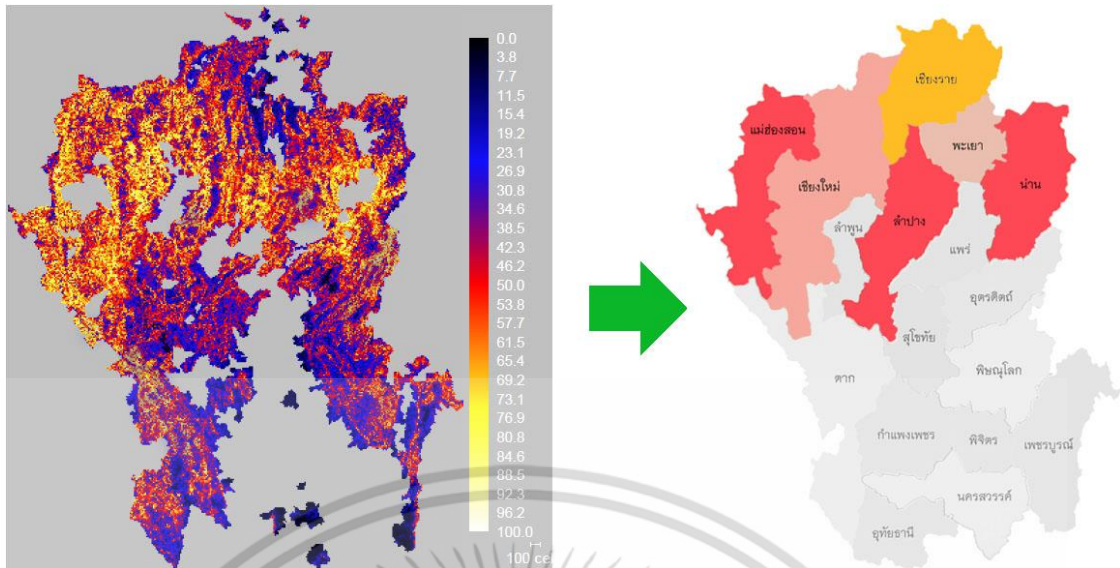 0.0
3.8
7.7
11.5
15.4
19.2
23.1
26.9
30.8
34.6
38.5
42.3
46.2
50.0
53.8
57.7
61.5
65.4
69.2
73.1
76.9
80.8
84.6
88.5
92.3
96.2
100.0
100 cel
เชียงราย
แม่ฮ่องสอน
พะเยา
เชียงใหม่
น่าน
ลำปาง
ลำพูน
แพร่
อุตรดิตถ์
สุโขทัย
ตาก
พิษณุโลก
กำแพงเพชร
พิจิตร
เพชรบูรณ์
นครสวรรค์
อุทัยธานี